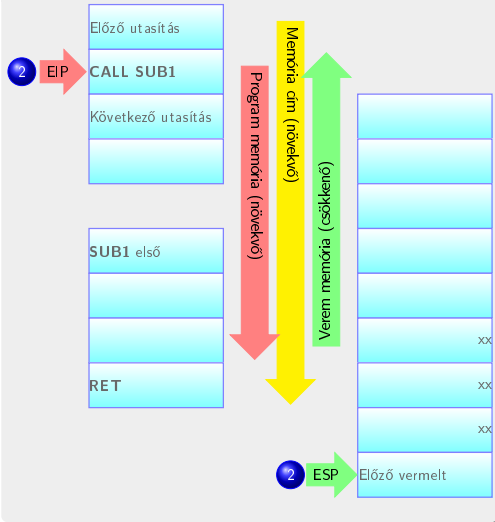 Előző utasítás
2
EIP
CALL SUB1
Következő utasítás
SUB1 első
RET
Program memória (növekvő)
Memória cím (növekvő)
Verem memória (csökkenő)
xx
xx
xx
2
ESP
Előző vermelt